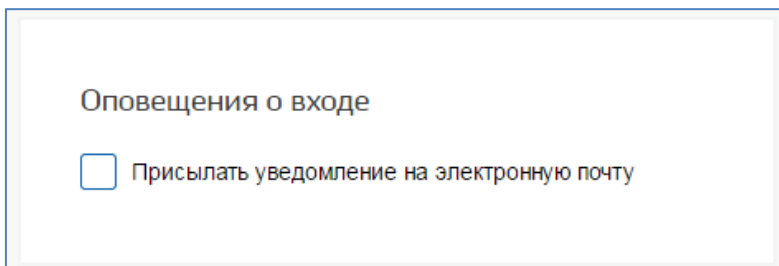 Оповещения о входе
Присылать уведомление на электронную почту